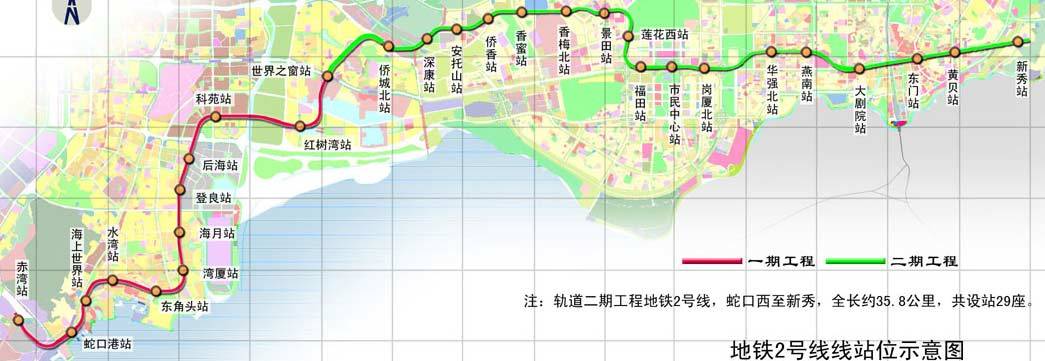 赤湾站
蛇口港站
海上世界站
水湾站
东角头站
湾厦站
海月站
登良站
后海站
科苑站
红树湾站
世界之窗站
侨城北站
深康站
安托山站
侨香站
香蜜站
香梅北站
景田站
莲花西站
福田站
市民中心站
岗厦北站
华强北站
燕南站
大剧院站
东门站
黄贝站
新秀站
一期工程
二期工程
注：轨道二期工程地铁2号线，蛇口西至新秀，全长约35.8公里，共设站29座。
地铁2号线线站位示意图